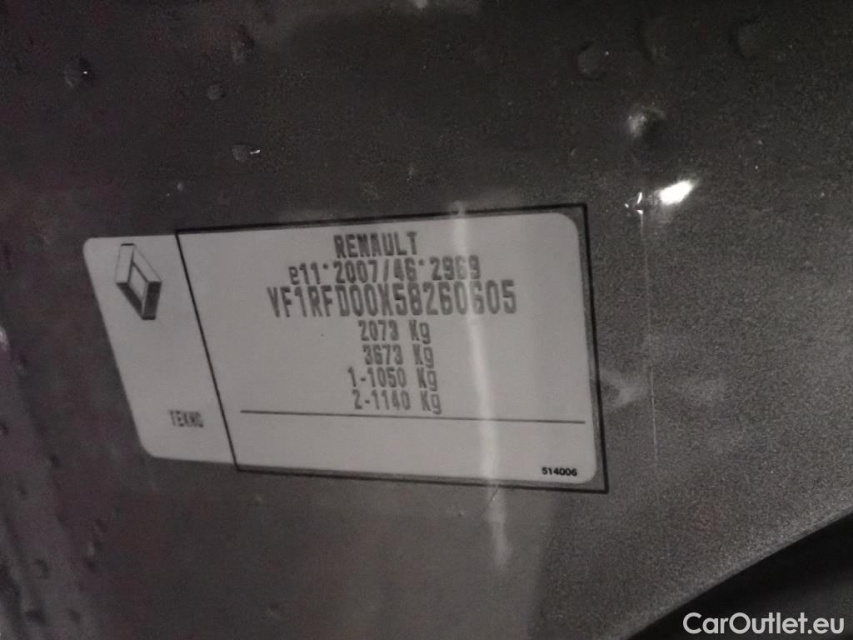 RENAULT
e11*2007/46*2969
VF1RFD00X58260605
2073 Kg
3673 Kg
1-1050 Kg
2-1140 Kg
TEKNO
514006
CarOutlet.eu